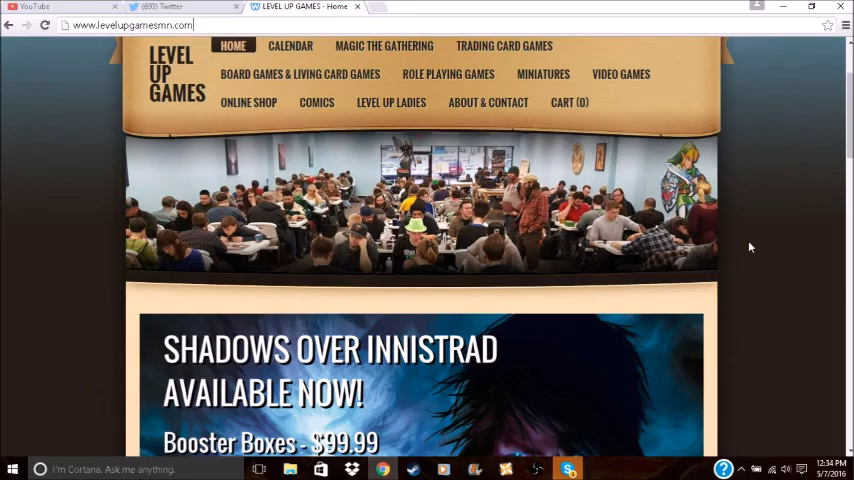 YouTube
(693) Twitter
LEVEL UP GAMES - Home
www.levelupgamesmn.com
LEVEL
UP
GAMES
HOME CALENDAR MAGIC THE GATHERING TRADING CARD GAMES
BOARD GAMES & LIVING CARD GAMES ROLE PLAYING GAMES MINIATURES VIDEO GAMES
ONLINE SHOP COMICS LEVEL UP LADIES ABOUT & CONTACT CART (0)
SHADOWS OVER INNISTRAD
AVAILABLE NOW!
Booster Boxes - $99.99
I'm Cortana. Ask me anything.
12:34 PM
5/7/2016